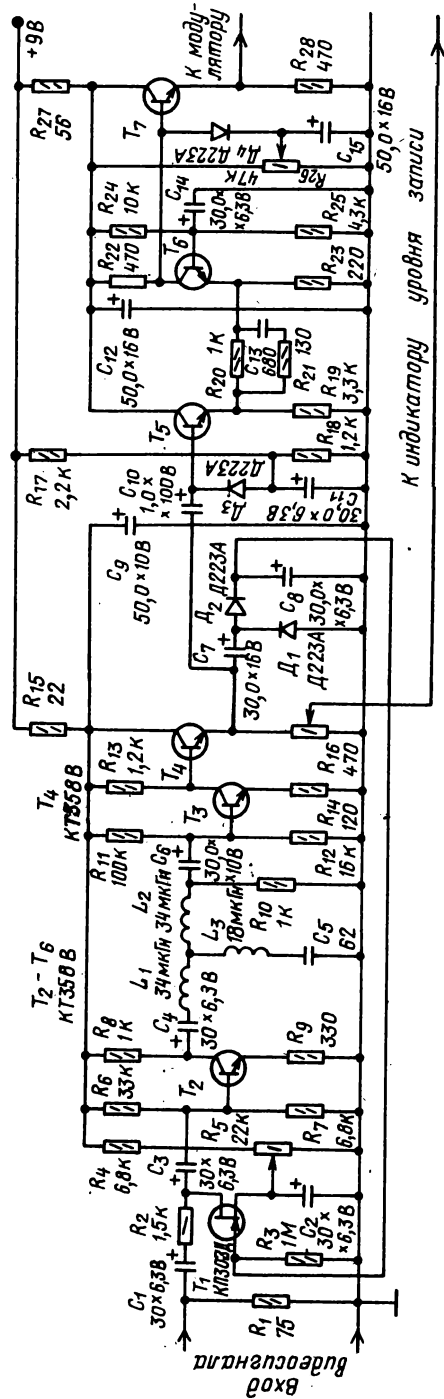 Вход
видеосигнала
R1
75
C1
30×6,3В
R2
1,5к
T1
R3
1М
C2
30×
×6,3В
C3
30×
6,3В
R4
6,8к
R5
22к
R6
33к
R7
6,8к
R8
1к
R9
330
T2
T2 – T6
КТ358В
C4
30×6,3В
L1
34мкГн
L2
34мкГн
L3
18мкГн
C5
62
R10
1к
C6
30,0×
×10В
R11
100к
R12
16к
T3
R13
1,2к
R14
120
T4
КТ358В
T4
R15
22
R16
470
C7
30,0×16В
Д1
Д223А
Д2
Д223А
C8
30,0×
×6,3В
C9
50,0×10В
R17
2,2к
C10
1,0×
×100В
Д3
Д223А
C11
30,0×6,3В
R18
1,2к
T5
R19
3,3к
R20
1к
C13
680
R21
130
C12
50,0×16В
R22
470
R23
220
T6
R24
10к
R25
4,3к
C14
30,0×
×6,3В
R26
47к
Д4 Д223А
C15
50,0×16В
T7
R27
56
R28
470
+9В
К моду-
лятору
К индикатору уровня записи